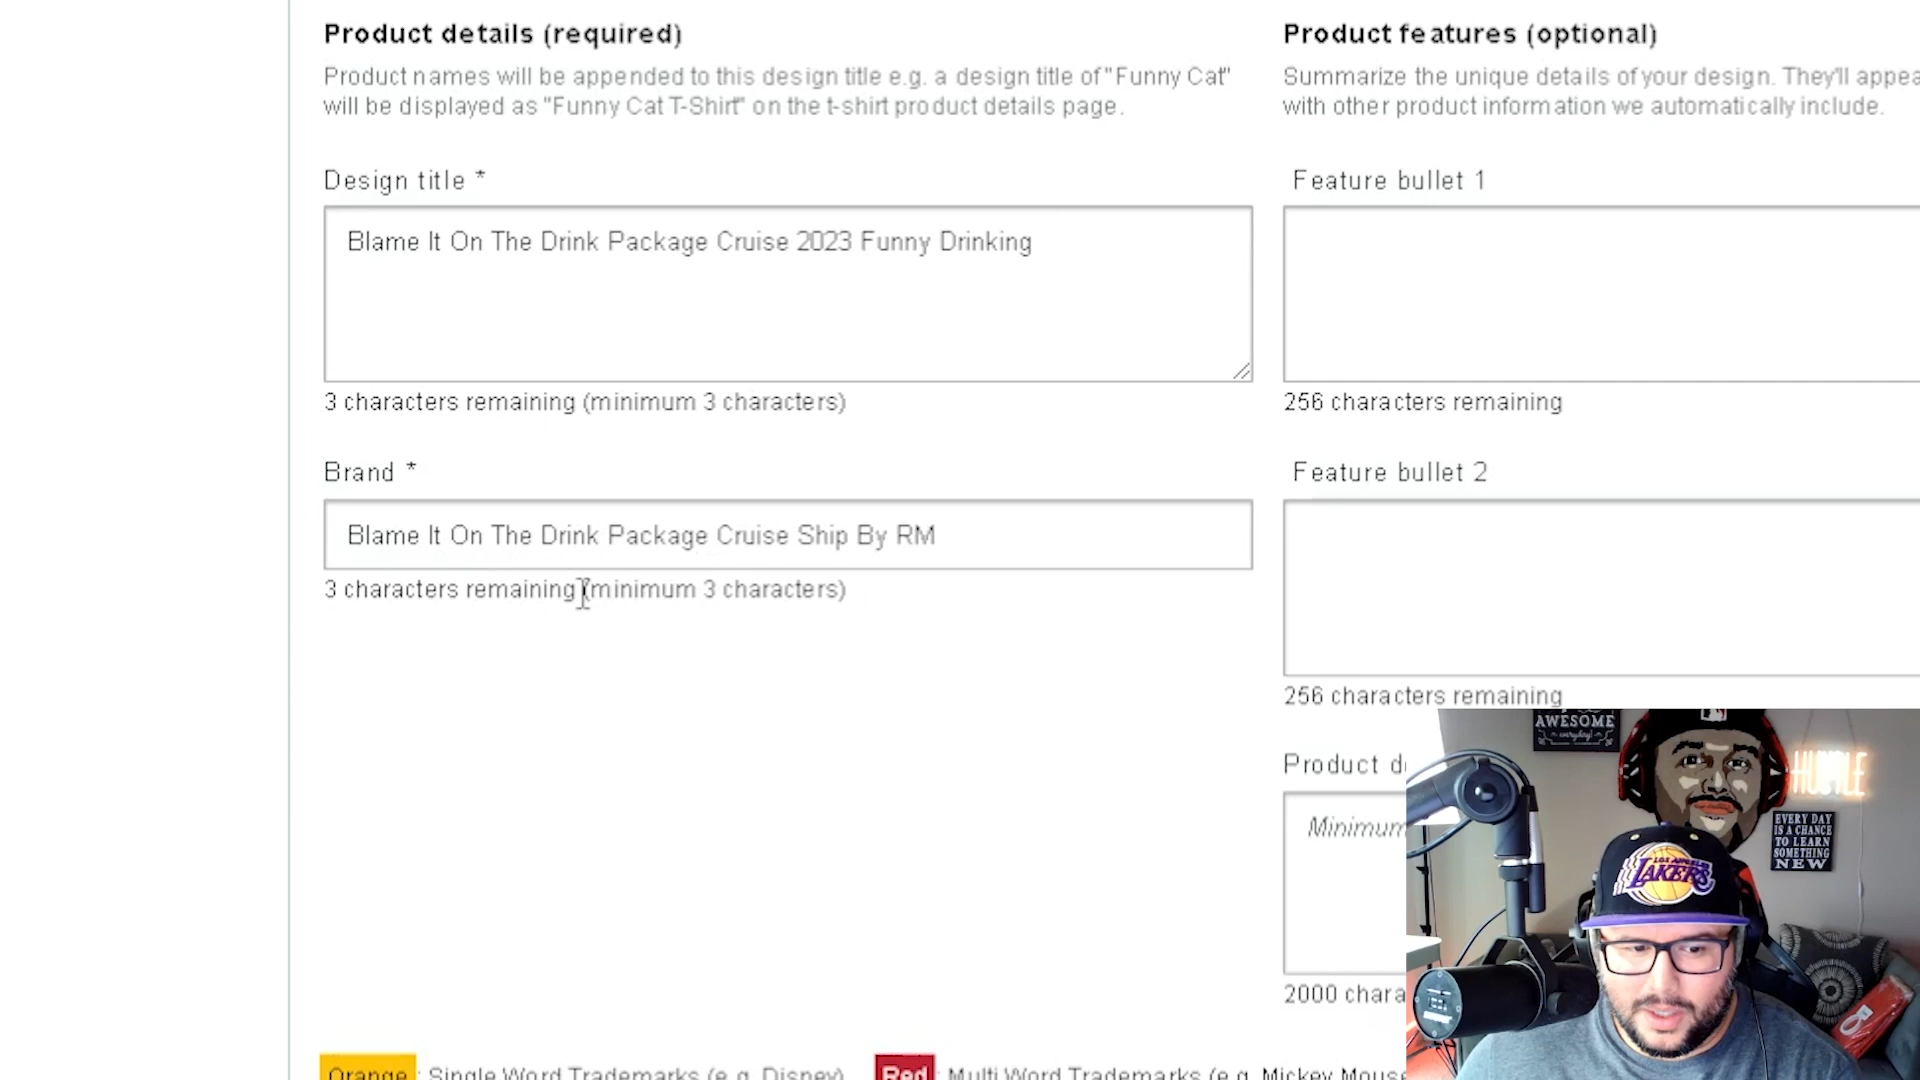 Product details (required)
Product names will be appended to this design title e.g. a design title of "Funny Cat"
will be displayed as "Funny Cat T-Shirt" on the t-shirt product details page.
Design title *
Blame It On The Drink Package Cruise 2023 Funny Drinking
3 characters remaining (minimum 3 characters)
Brand *
Blame It On The Drink Package Cruise Ship By RM
3 characters remaining (minimum 3 characters)
Product features (optional)
Summarize the unique details of your design. They'll appea
with other product information we automatically include.
Feature bullet 1
256 characters remaining
Feature bullet 2
256 characters remaining
Product d
Minimum
2000 chara
Orange : Single Word Trademarks (e.g. Disney)
Red : Multi Word Trademarks (e.g. Mickey Mouse
AWESOME
everyday!
HUSTLE
EVERY DAY
IS A CHANCE
TO LEARN
SOMETHING
NEW
LOS ANGELES
LAKERS